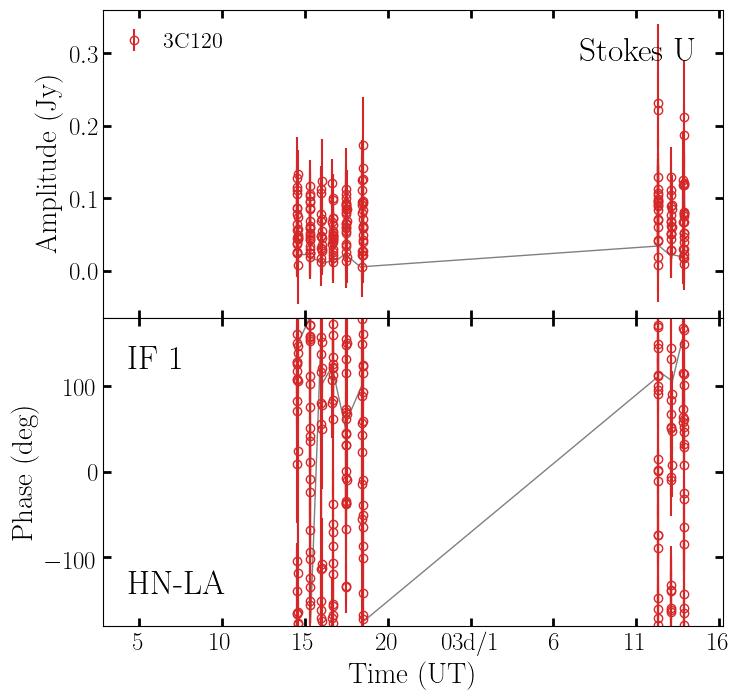 3C120
Stokes U
0.3
0.2
0.1
0.0
Amplitude (Jy)
IF 1
HN-LA
100
0
−100
Phase (deg)
5 10 15 20 03d/1 6 11 16
Time (UT)